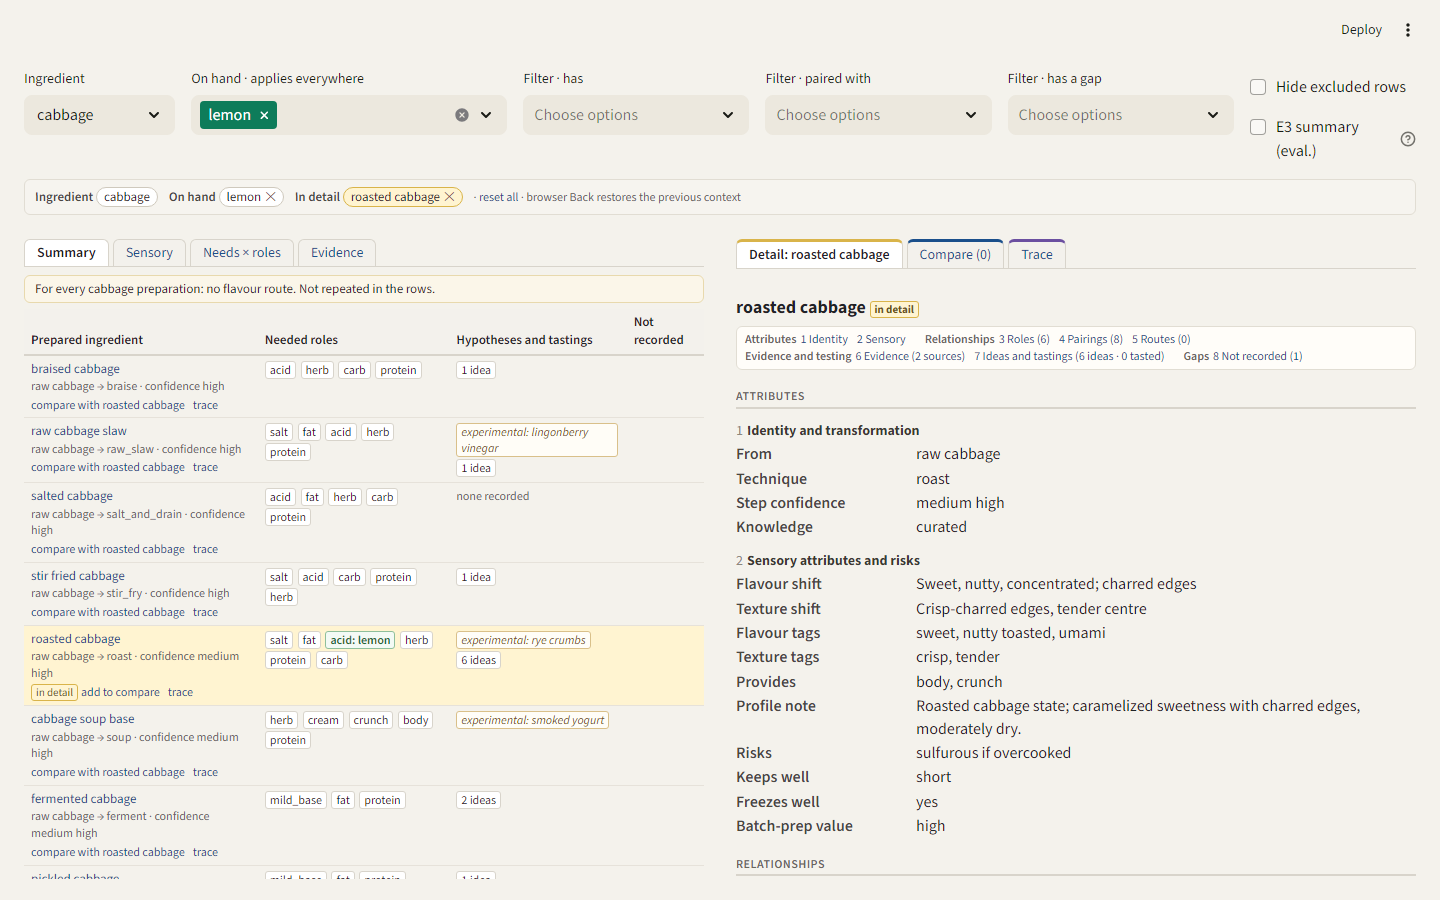 Deploy
Ingredient
On hand · applies everywhere
Filter · has
Filter · paired with
Filter · has a gap
cabbage
lemon ×
Choose options
Choose options
Choose options
Hide excluded rows
E3 summary
(eval.)
Ingredient cabbage On hand lemon × In detail roasted cabbage × · reset all · browser Back restores the previous context
Summary
Sensory
Needs × roles
Evidence
For every cabbage preparation: no flavour route. Not repeated in the rows.
Prepared ingredient
Needed roles
Hypotheses and tastings
Not
recorded
braised cabbage
raw cabbage → braise · confidence high
compare with roasted cabbage trace
acid herb carb protein
1 idea
raw cabbage slaw
raw cabbage → raw_slaw · confidence high
compare with roasted cabbage trace
salt fat acid herb
protein
experimental: lingonberry
vinegar
1 idea
salted cabbage
raw cabbage → salt_and_drain · confidence
high
compare with roasted cabbage trace
acid fat herb carb
protein
none recorded
stir fried cabbage
raw cabbage → stir_fry · confidence high
compare with roasted cabbage trace
salt acid carb protein
herb
1 idea
roasted cabbage
raw cabbage → roast · confidence medium
high
in detail add to compare trace
salt fat acid: lemon herb
protein carb
experimental: rye crumbs
6 ideas
cabbage soup base
raw cabbage → soup · confidence medium
high
compare with roasted cabbage trace
herb cream crunch body
protein
experimental: smoked yogurt
fermented cabbage
raw cabbage → ferment · confidence
medium high
compare with roasted cabbage trace
mild_base fat protein
2 ideas
pickled cabbage
mild_base fat protein
1 idea
Detail: roasted cabbage
Compare (0)
Trace
roasted cabbage in detail
Attributes 1 Identity 2 Sensory Relationships 3 Roles (6) 4 Pairings (8) 5 Routes (0)
Evidence and testing 6 Evidence (2 sources) 7 Ideas and tastings (6 ideas · 0 tasted) Gaps 8 Not recorded (1)
ATTRIBUTES
1 Identity and transformation
From raw cabbage
Technique roast
Step confidence medium high
Knowledge curated
2 Sensory attributes and risks
Flavour shift Sweet, nutty, concentrated; charred edges
Texture shift Crisp-charred edges, tender centre
Flavour tags sweet, nutty toasted, umami
Texture tags crisp, tender
Provides body, crunch
Profile note Roasted cabbage state; caramelized sweetness with charred edges,
moderately dry.
Risks sulfurous if overcooked
Keeps well short
Freezes well yes
Batch-prep value high
RELATIONSHIPS